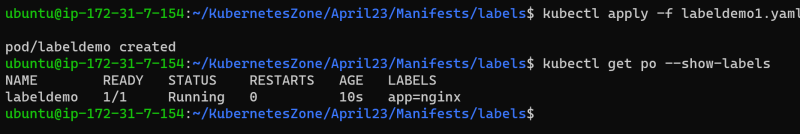 ubuntu@ip-172-31-7-154:~/KubernetesZone/April23/Manifests/labels$ kubectl apply -f labeldemo1.yaml
pod/labeldemo created
ubuntu@ip-172-31-7-154:~/KubernetesZone/April23/Manifests/labels$ kubectl get po --show-labels
NAME READY STATUS RESTARTS AGE LABELS
labeldemo 1/1 Running 0 10s app=nginx
ubuntu@ip-172-31-7-154:~/KubernetesZone/April23/Manifests/labels$